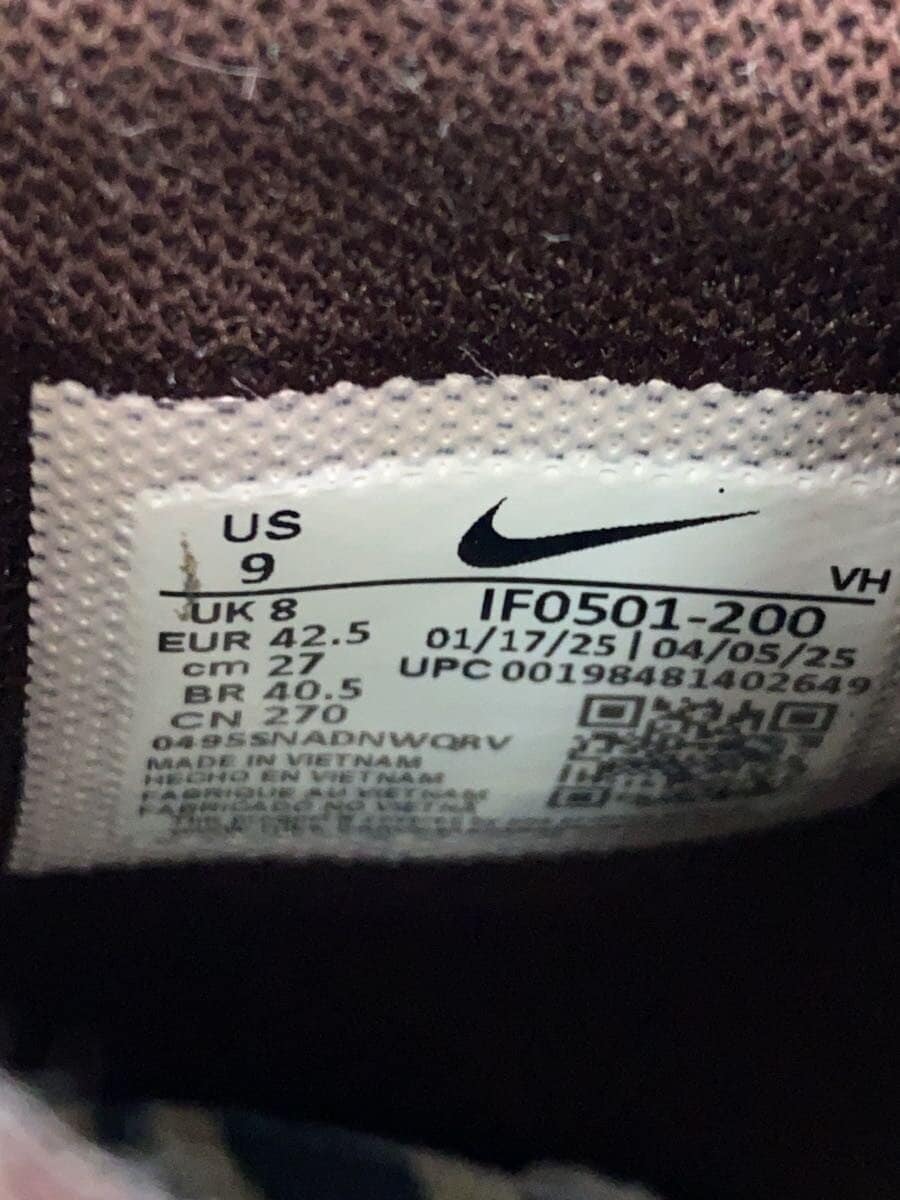 US
9
VH
UK 8
EUR 42.5
cm 27
BR 40.5
CN 270
IF0501-200
01/17/25 | 04/05/25
UPC 00198481402649
0495SNADNWQRV
MADE IN VIETNAM
HECHO EN VIETNAM
FABRIQUE AU VIETNAM
FABRICADO NO VIETNA